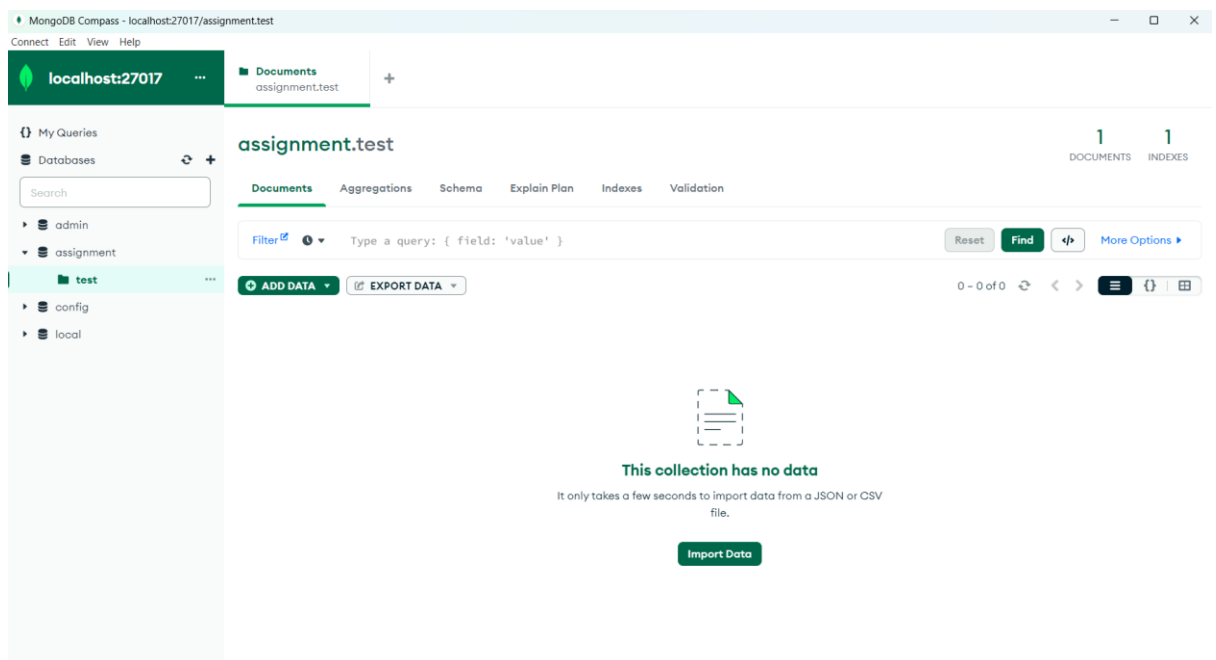 MongoDB Compass - localhost:27017/assignment.test
Connect Edit View Help
localhost:27017 ...
Documents
assignment.test
+
{} My Queries
Databases
Search
admin
assignment
test ...
config
local
assignment.test
1
DOCUMENTS
1
INDEXES
Documents Aggregations Schema Explain Plan Indexes Validation
Filter Type a query: { field: 'value' } Reset Find </> More Options
ADD DATA EXPORT DATA 0 – 0 of 0 {}
This collection has no data
It only takes a few seconds to import data from a JSON or CSV
file.
Import Data